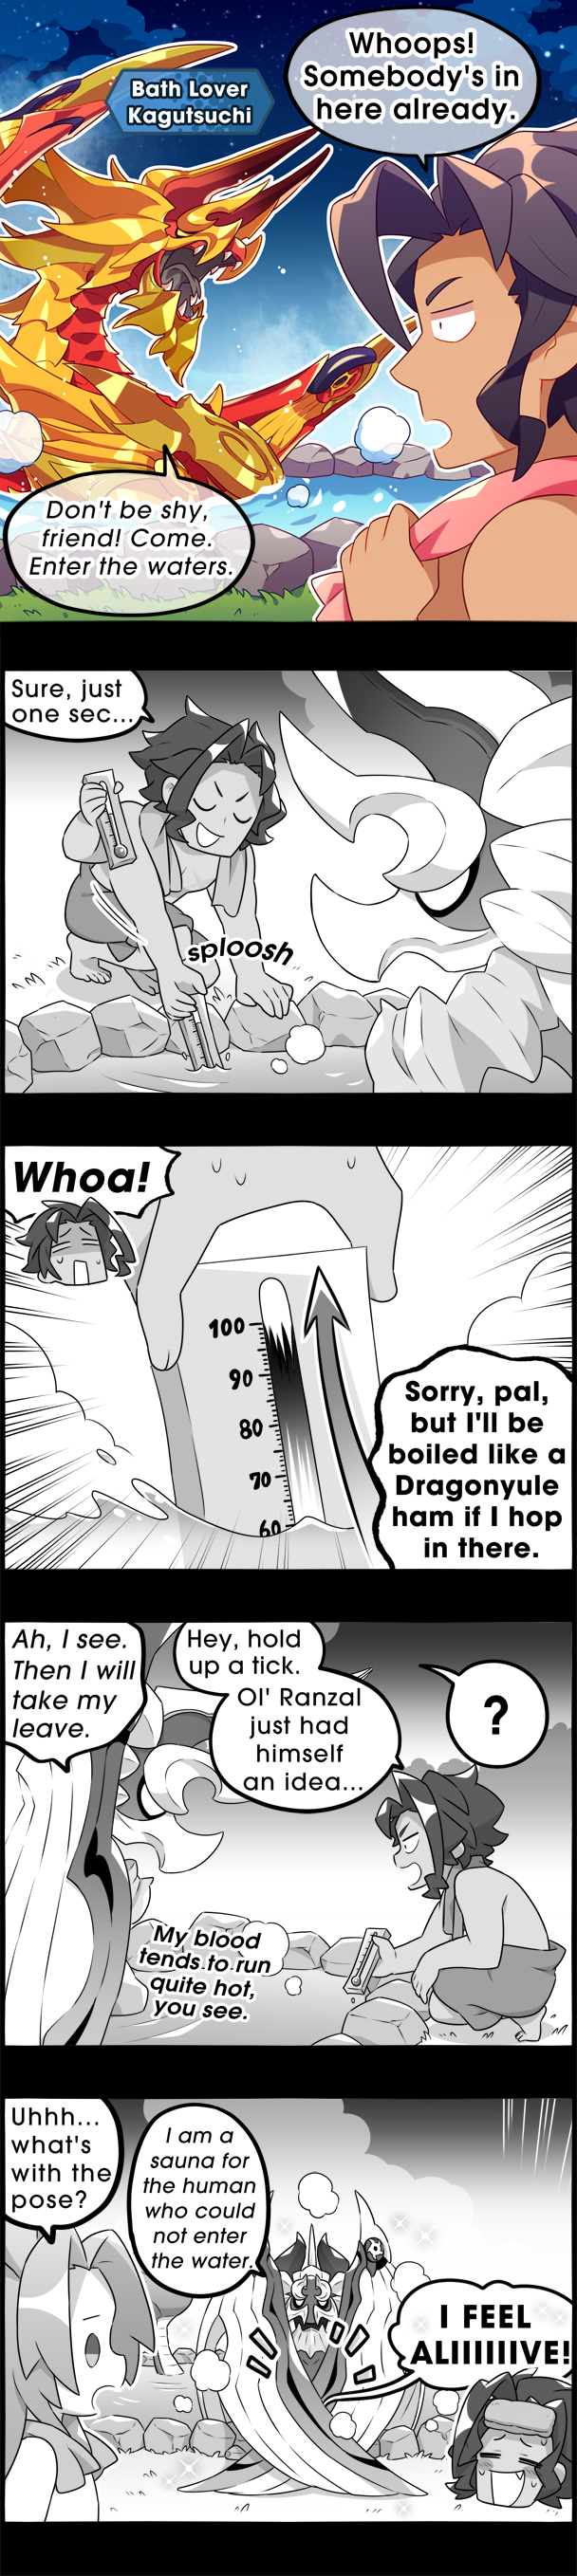 Whoops!
Somebody's in
here already.
Bath Lover
Kagutsuchi
Don't be shy,
friend! Come.
Enter the waters.
Sure, just
one sec...
sploosh
Whoa!
100
90
80
70
60
Sorry, pal,
but I'll be
boiled like a
Dragonyule
ham if I hop
in there.
Ah, I see.
Then I will
take my
leave.
Hey, hold
up a tick.
Ol' Ranzal
just had
himself
an idea...
?
My blood
tends to run
quite hot,
you see.
Uhhh...
what's
with the
pose?
I am a
sauna for
the human
who could
not enter
the water.
I FEEL
ALIIIIIIVE!